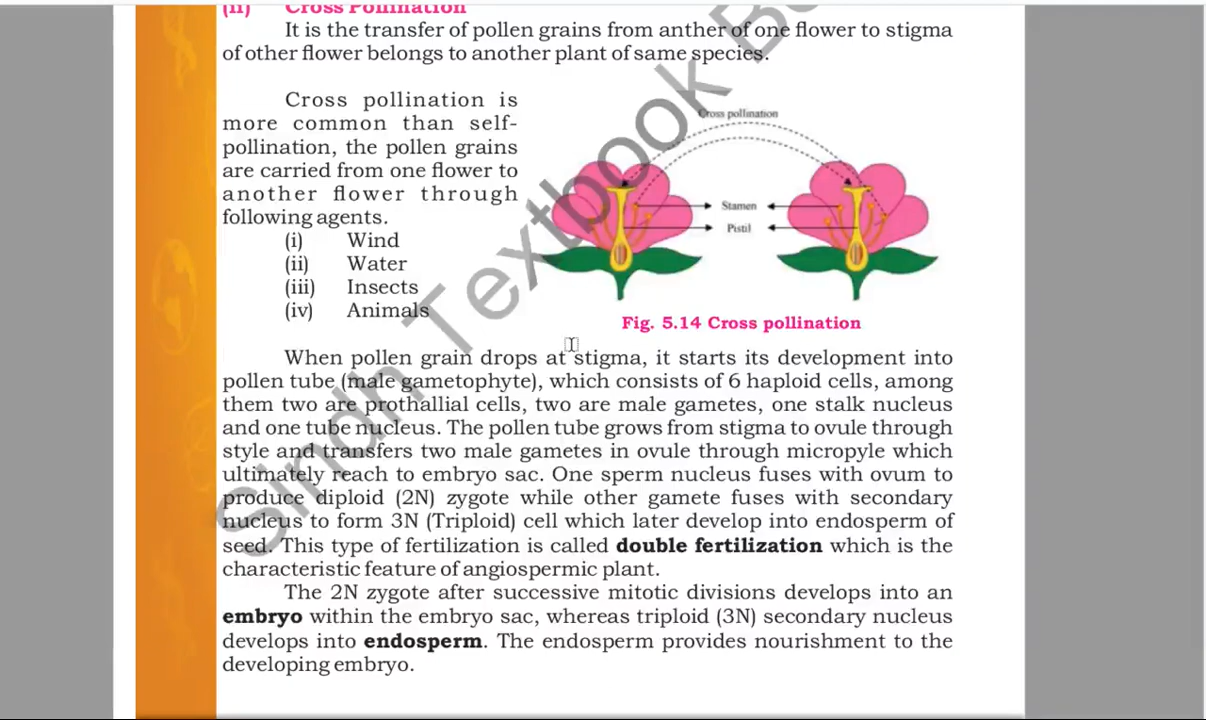 (ii) Cross Pollination
It is the transfer of pollen grains from anther of one flower to stigma
of other flower belongs to another plant of same species.
Cross pollination is
more common than self-
pollination, the pollen grains
are carried from one flower to
another flower through
following agents.
(i) Wind
(ii) Water
(iii) Insects
(iv) Animals
Cross pollination
Stamen
Pistil
Fig. 5.14 Cross pollination
When pollen grain drops at stigma, it starts its development into
pollen tube (male gametophyte), which consists of 6 haploid cells, among
them two are prothallial cells, two are male gametes, one stalk nucleus
and one tube nucleus. The pollen tube grows from stigma to ovule through
style and transfers two male gametes in ovule through micropyle which
ultimately reach to embryo sac. One sperm nucleus fuses with ovum to
produce diploid (2N) zygote while other gamete fuses with secondary
nucleus to form 3N (Triploid) cell which later develop into endosperm of
seed. This type of fertilization is called double fertilization which is the
characteristic feature of angiospermic plant.
The 2N zygote after successive mitotic divisions develops into an
embryo within the embryo sac, whereas triploid (3N) secondary nucleus
develops into endosperm. The endosperm provides nourishment to the
developing embryo.
Sindh Textbook